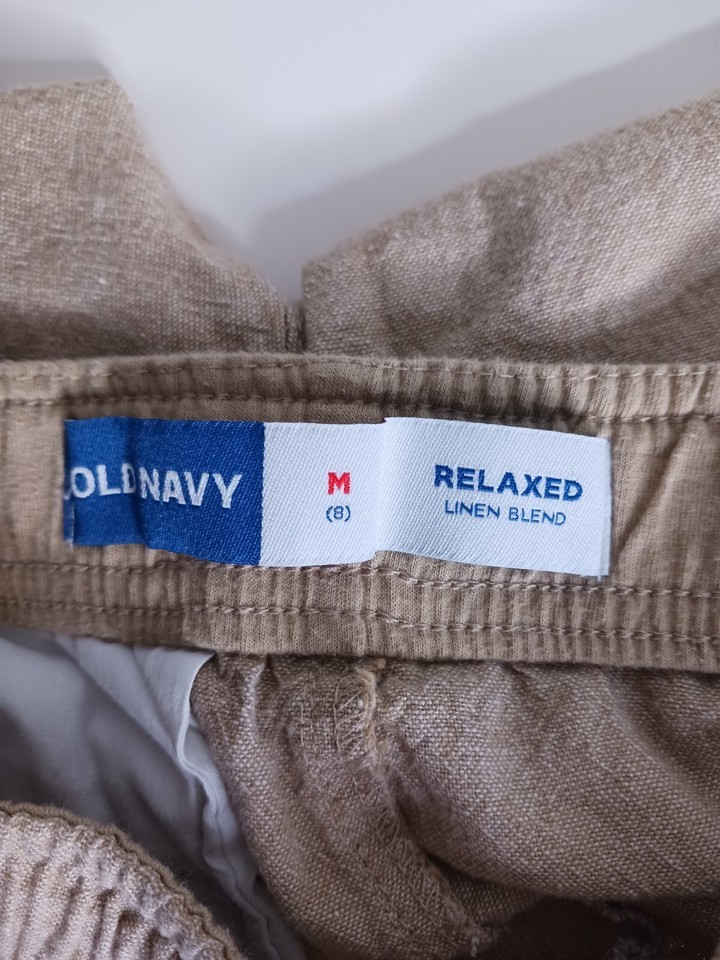 OLD NAVY
M
(8)
RELAXED
LINEN BLEND